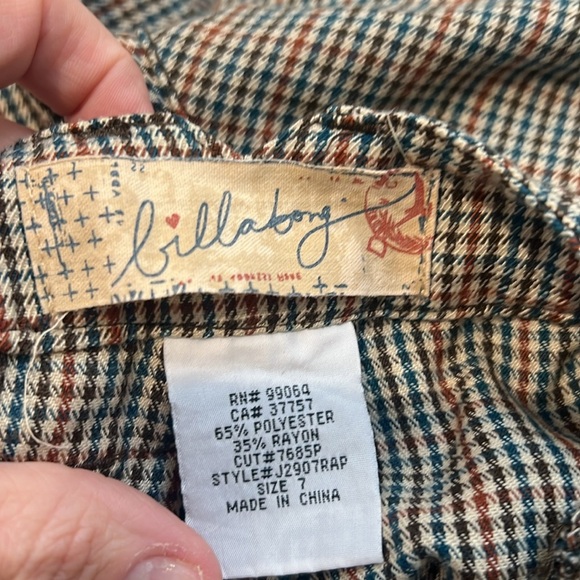 billabong
RN# 99064
CA# 37757
65% POLYESTER
35% RAYON
CUT#7685P
STYLE#J2907RAP
SIZE 7
MADE IN CHINA